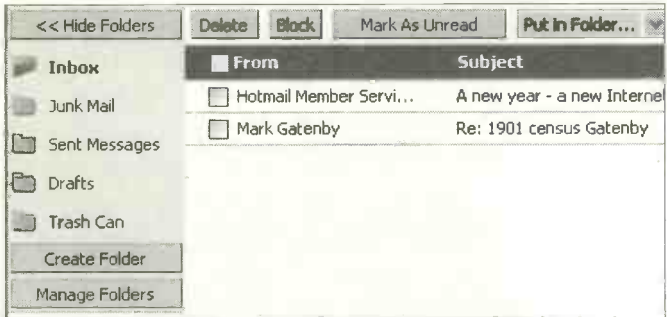 << Hide Folders Delete Block Mark As Unread Put in Folder...
Inbox
Junk Mail
Sent Messages
Drafts
Trash Can
Create Folder
Manage Folders
From Subject
Hotmail Member Servi... A new year - a new Internet
Mark Gatenby Re: 1901 census Gatenby